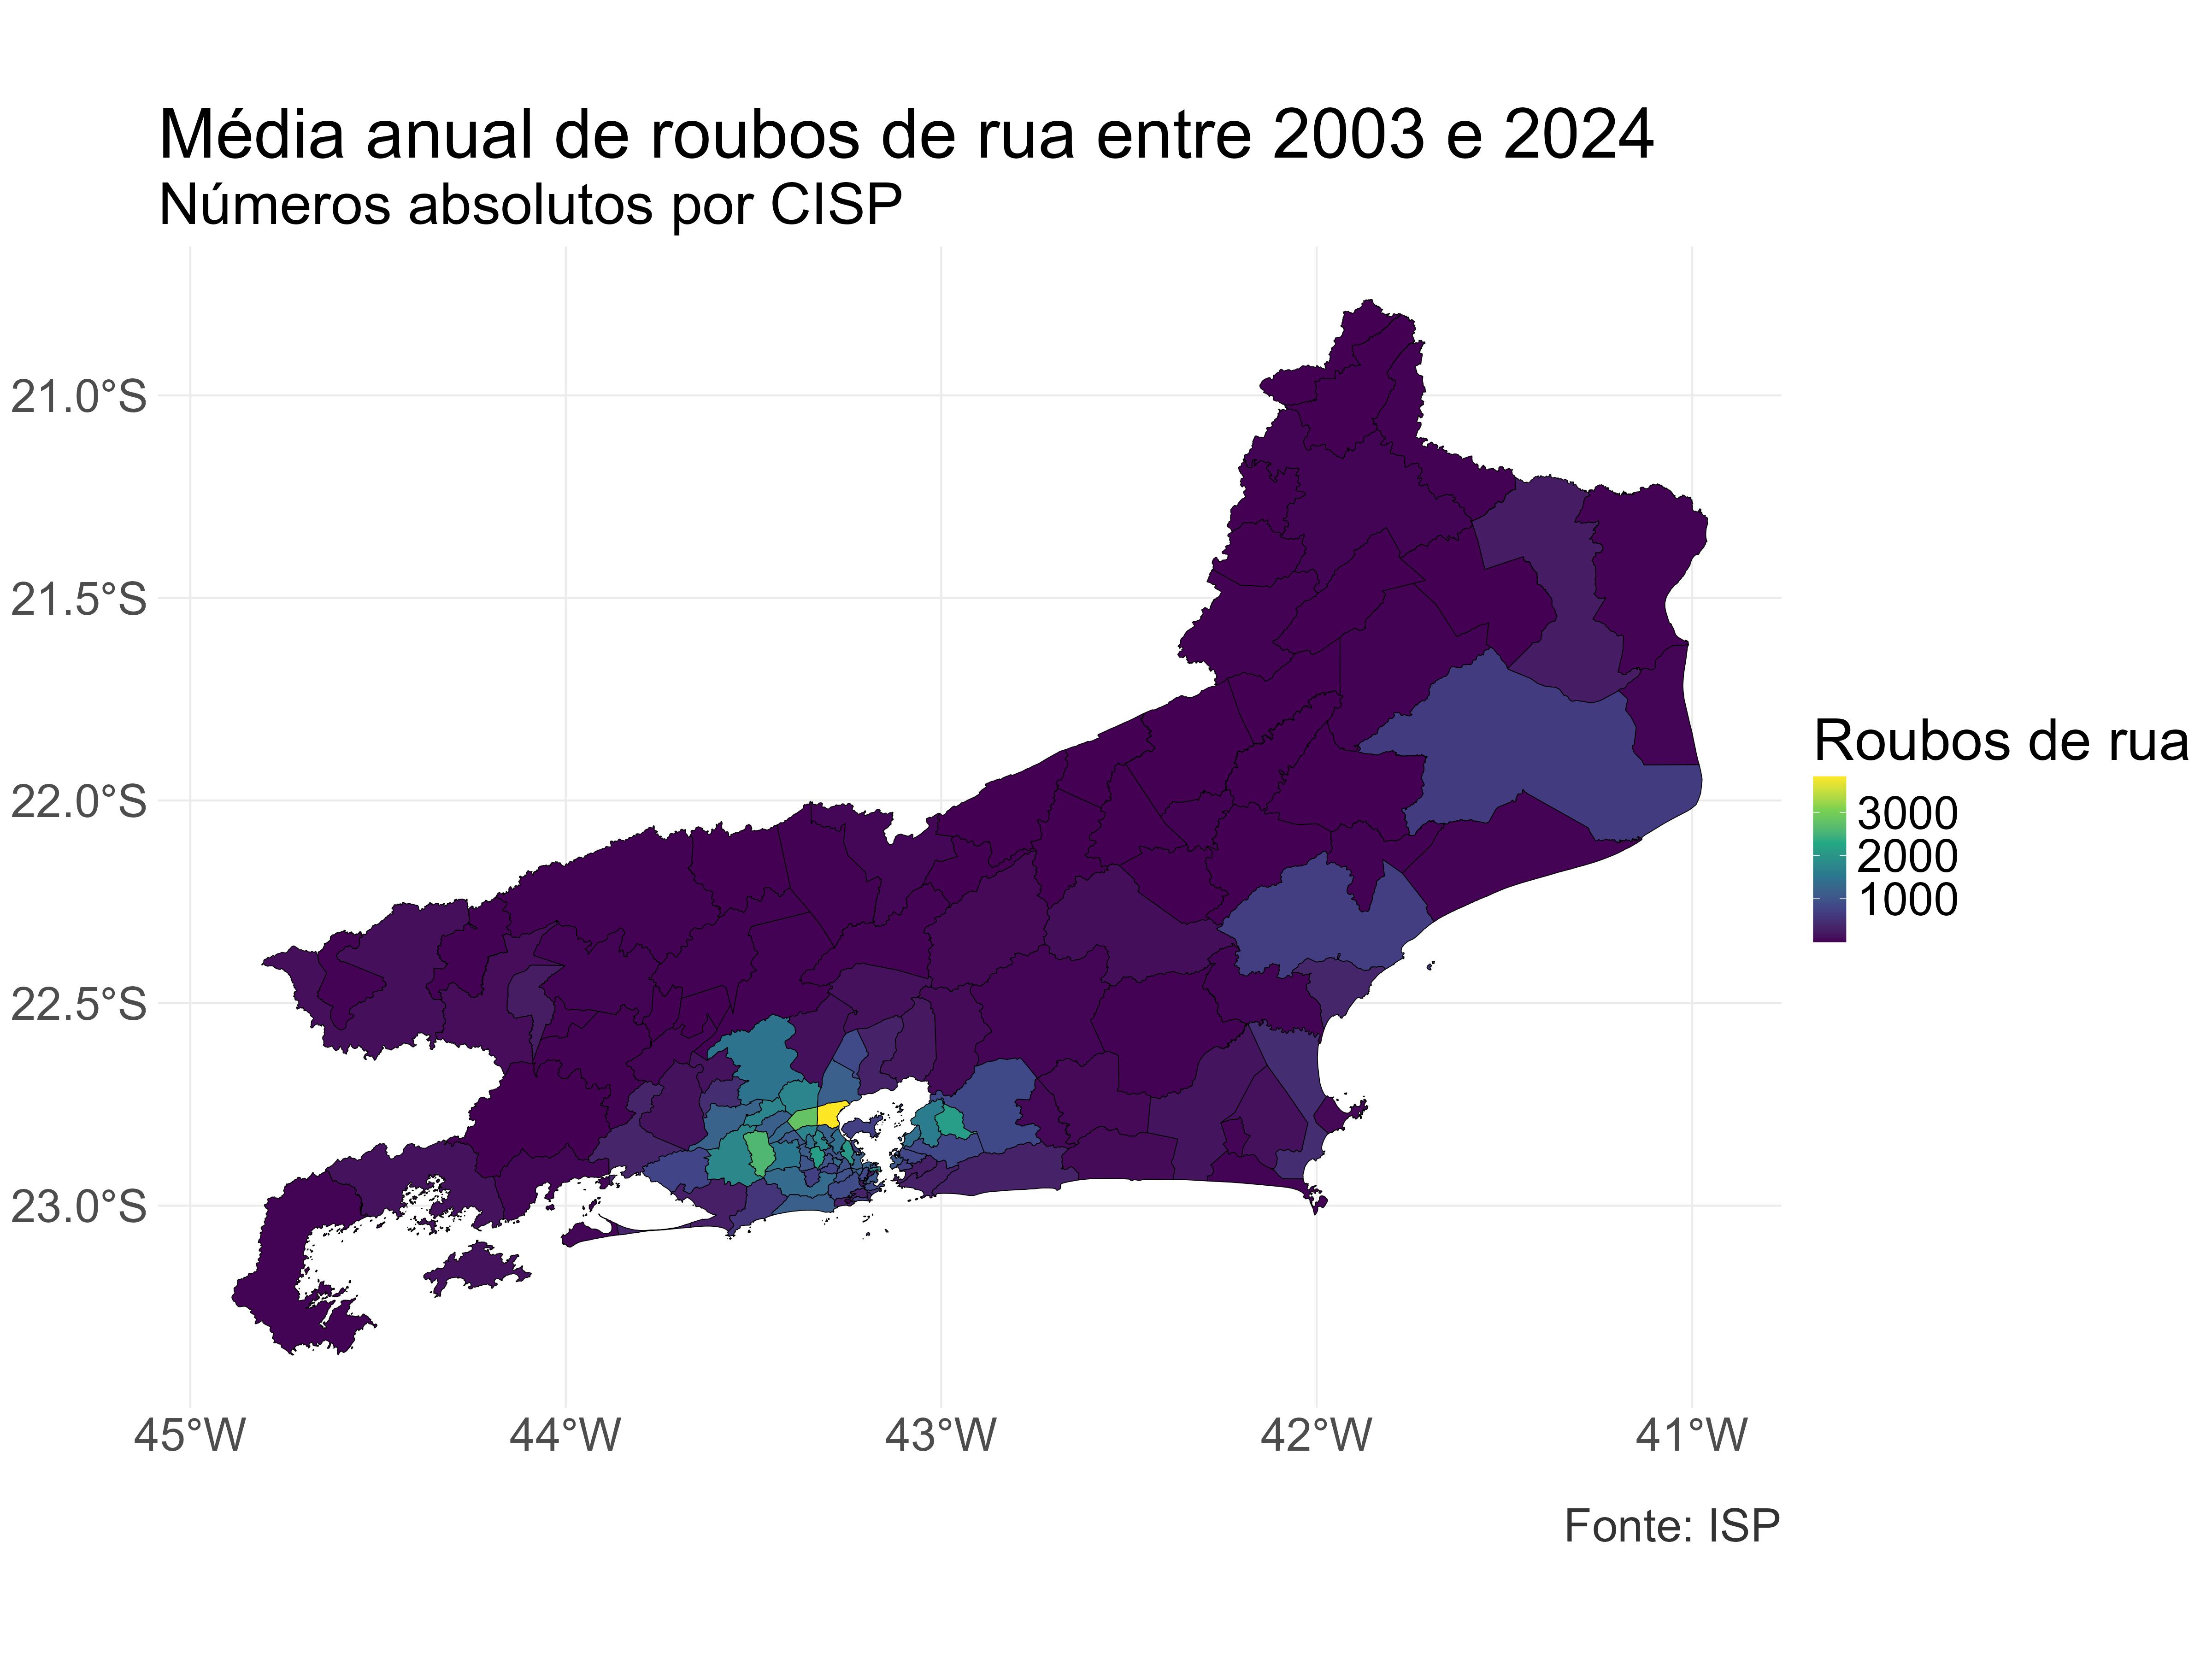 Média anual de roubos de rua entre 2003 e 2024
Números absolutos por CISP
21.0°S
21.5°S
22.0°S
22.5°S
23.0°S
45°W
44°W
43°W
42°W
41°W
Roubos de rua
3000
2000
1000
Fonte: ISP